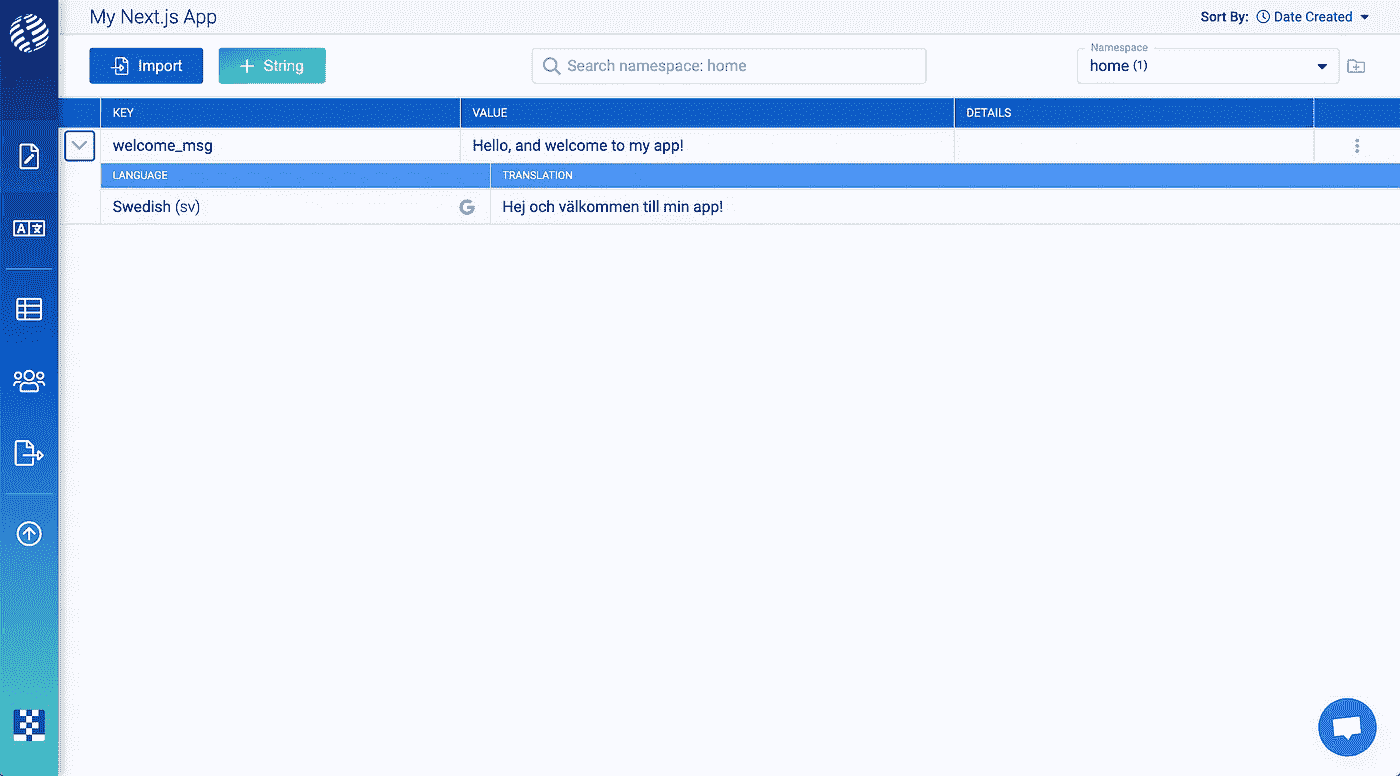 My Next.js App
Sort By: Date Created
Import
+ String
Search namespace: home
Namespace
home (1)
KEY VALUE DETAILS
welcome_msg Hello, and welcome to my app!
LANGUAGE TRANSLATION
Swedish (sv) G Hej och välkommen till min app!
A 文